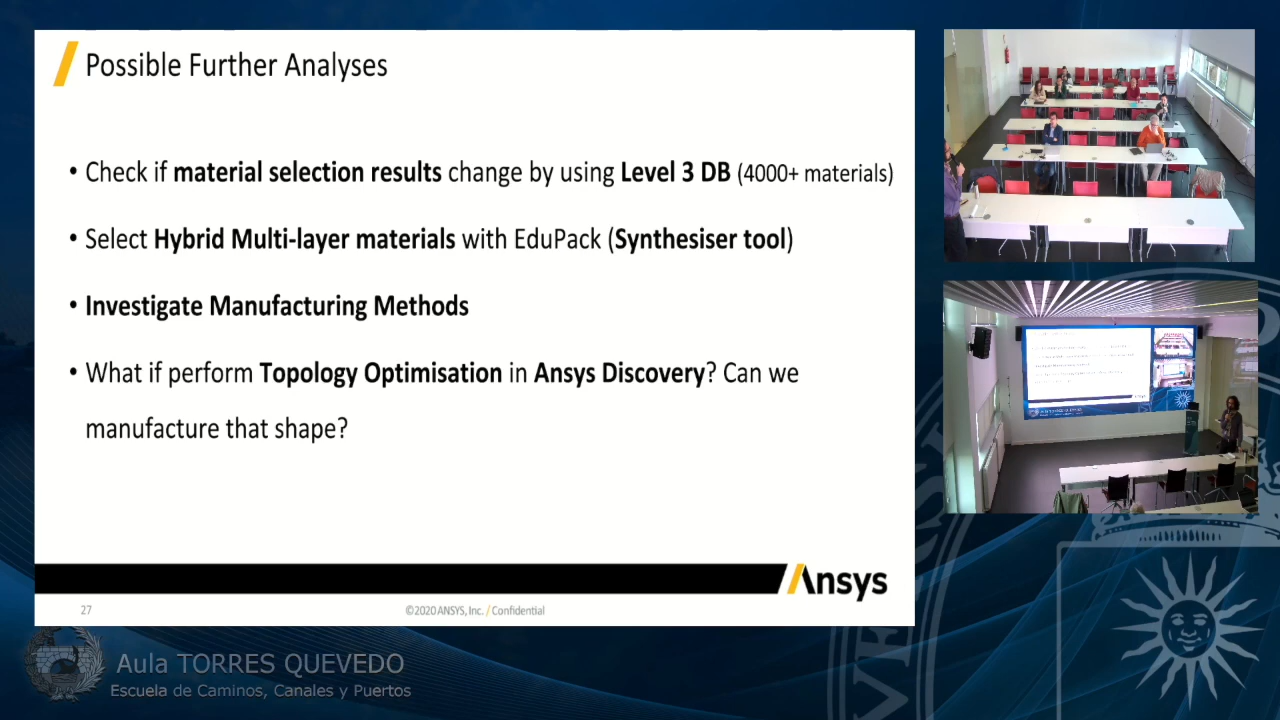 Possible Further Analyses
• Check if material selection results change by using Level 3 DB (4000+ materials)
• Select Hybrid Multi-layer materials with EduPack (Synthesiser tool)
• Investigate Manufacturing Methods
• What if perform Topology Optimisation in Ansys Discovery? Can we
manufacture that shape?
Ansys
27
©2020 ANSYS, Inc. / Confidential
Aula TORRES QUEVEDO
Escuela de Caminos, Canales y Puertos